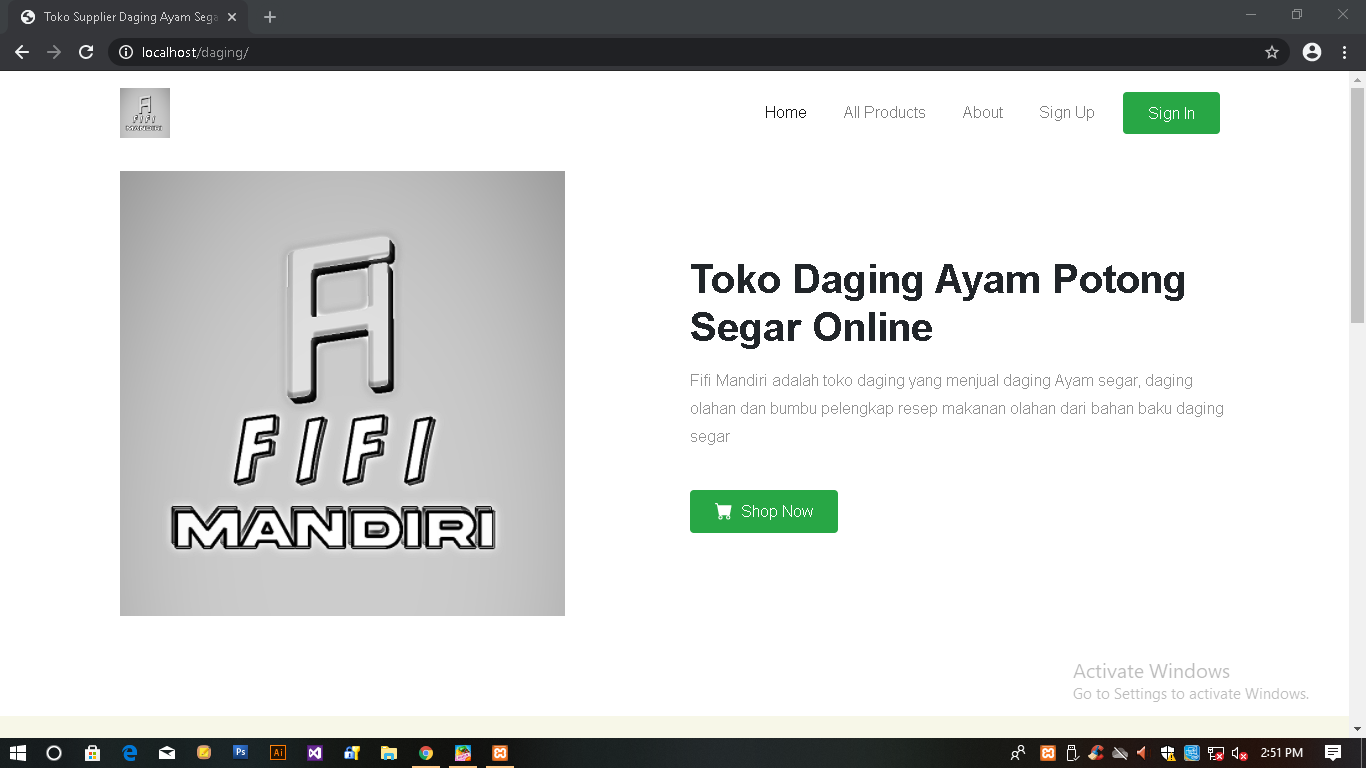 Toko Supplier Daging Ayam Sega
localhost/daging/
FIFI
MANDIRI
Home
All Products
About
Sign Up
Sign In
FIFI
MANDIRI
Toko Daging Ayam Potong
Segar Online
Fifi Mandiri adalah toko daging yang menjual daging Ayam segar, daging
olahan dan bumbu pelengkap resep makanan olahan dari bahan baku daging
segar
Shop Now
Activate Windows
Go to Settings to activate Windows.
Ps
Ai
2:51 PM